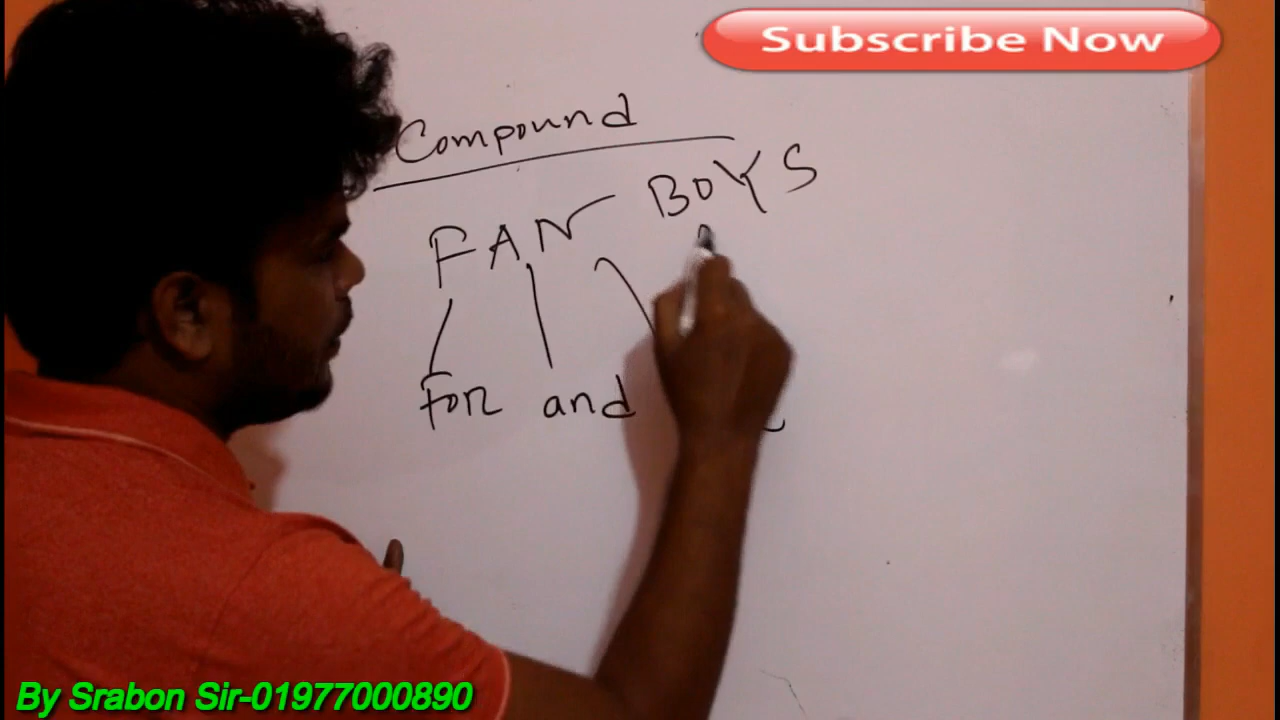 Subscribe Now
Compound
FAN BOYS
For and
By Srabon Sir-01977000890